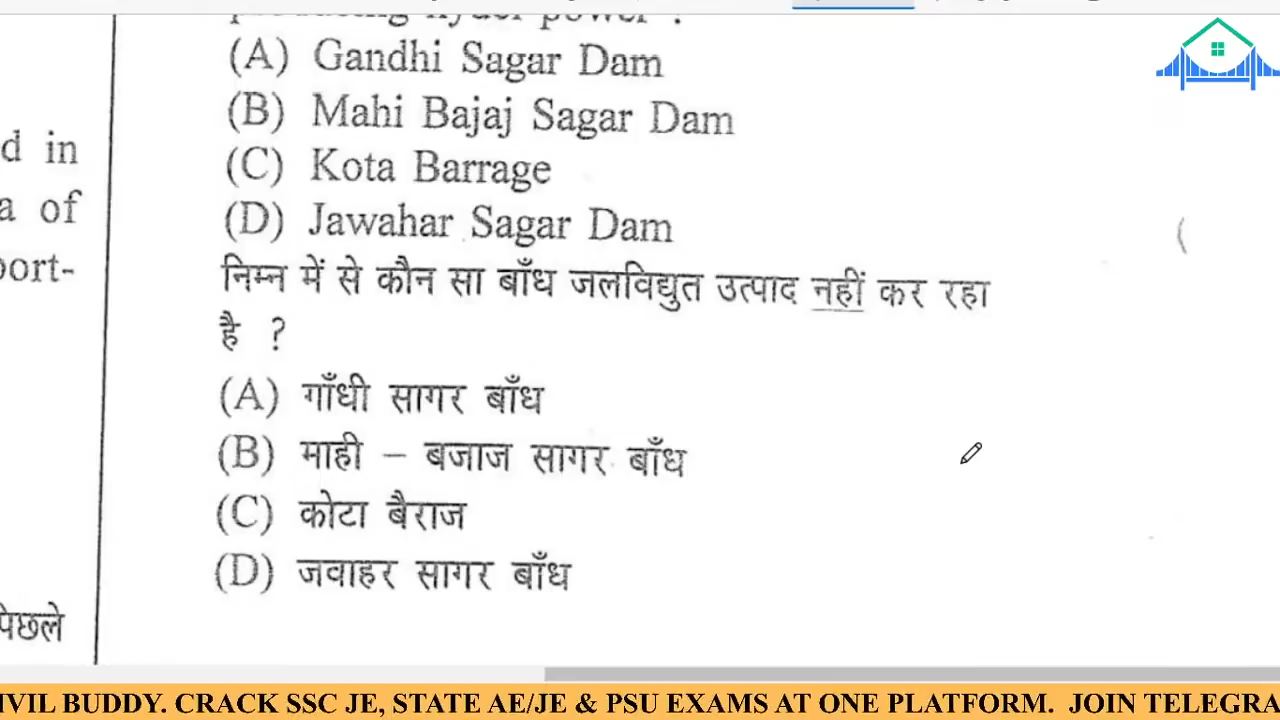 (A) Gandhi Sagar Dam
(B) Mahi Bajaj Sagar Dam
d in
(C) Kota Barrage
a of
(D) Jawahar Sagar Dam
port-
निम्न में से कौन सा बाँध जलविद्युत उत्पाद नहीं कर रहा
है ?
(A) गाँधी सागर बाँध
(B) माही – बजाज सागर बाँध
(C) कोटा बैराज
(D) जवाहर सागर बाँध
पिछले
IVIL BUDDY. CRACK SSC JE, STATE AE/JE & PSU EXAMS AT ONE PLATFORM. JOIN TELEGRA